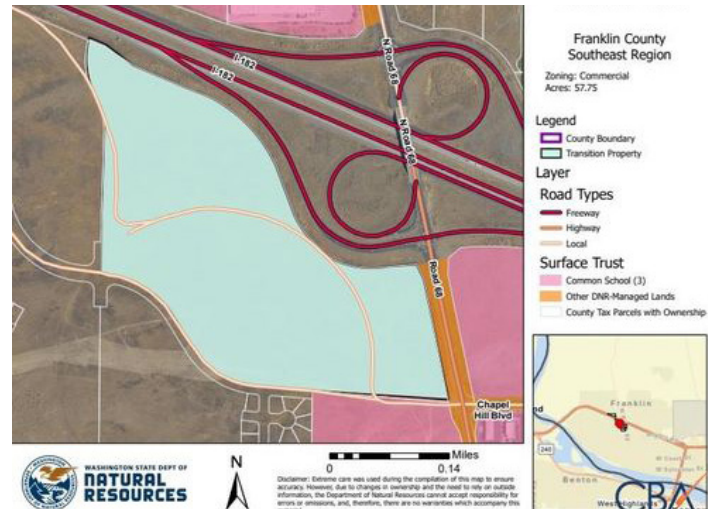 Franklin County
Southeast Region
Zoning: Commercial
Acres: 57.75
Legend
County Boundary
Transition Property
Layer
Road Types
Freeway
Highway
Local
Surface Trust
Common School (3)
Other DNR-Managed Lands
County Tax Parcels with Ownership
I-182
I-182
N Road 68
N Road 68
Road 68
Chapel
Hill Blvd
Franklin
240
Benton
West Highlands
CBA
WASHINGTON STATE DEPT OF
NATURAL
RESOURCES
N
Miles
0
0.14
Disclaimer: Extreme care was used during the compilation of this map to ensure
accuracy. However, due to changes in ownership and the need to rely on outside
information, the Department of Natural Resources cannot accept responsibility for
errors or omissions, and, therefore, there are no warranties which accompany this